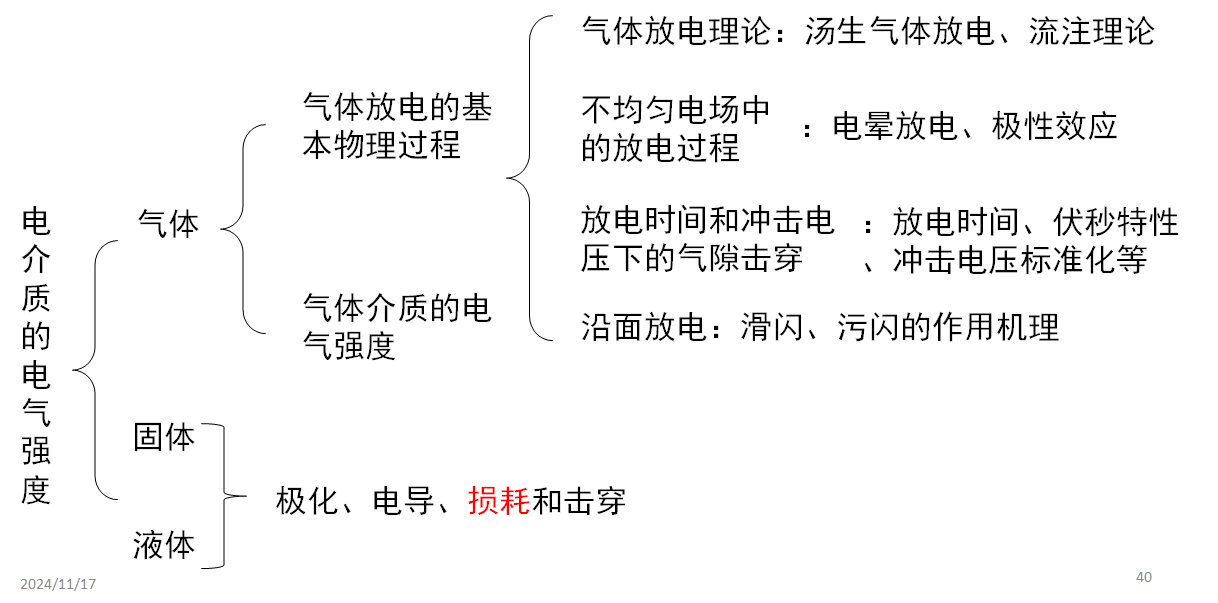 电介质的电气强度
气体
气体放电的基
本物理过程
气体放电理论：汤生气体放电、流注理论
不均匀电场中
的放电过程
：电晕放电、极性效应
放电时间和冲击电
压下的气隙击穿
：放电时间、伏秒特性
、冲击电压标准化等
沿面放电：滑闪、污闪的作用机理
气体介质的电
气强度
固体
液体
极化、电导、损耗和击穿
2024/11/17
40